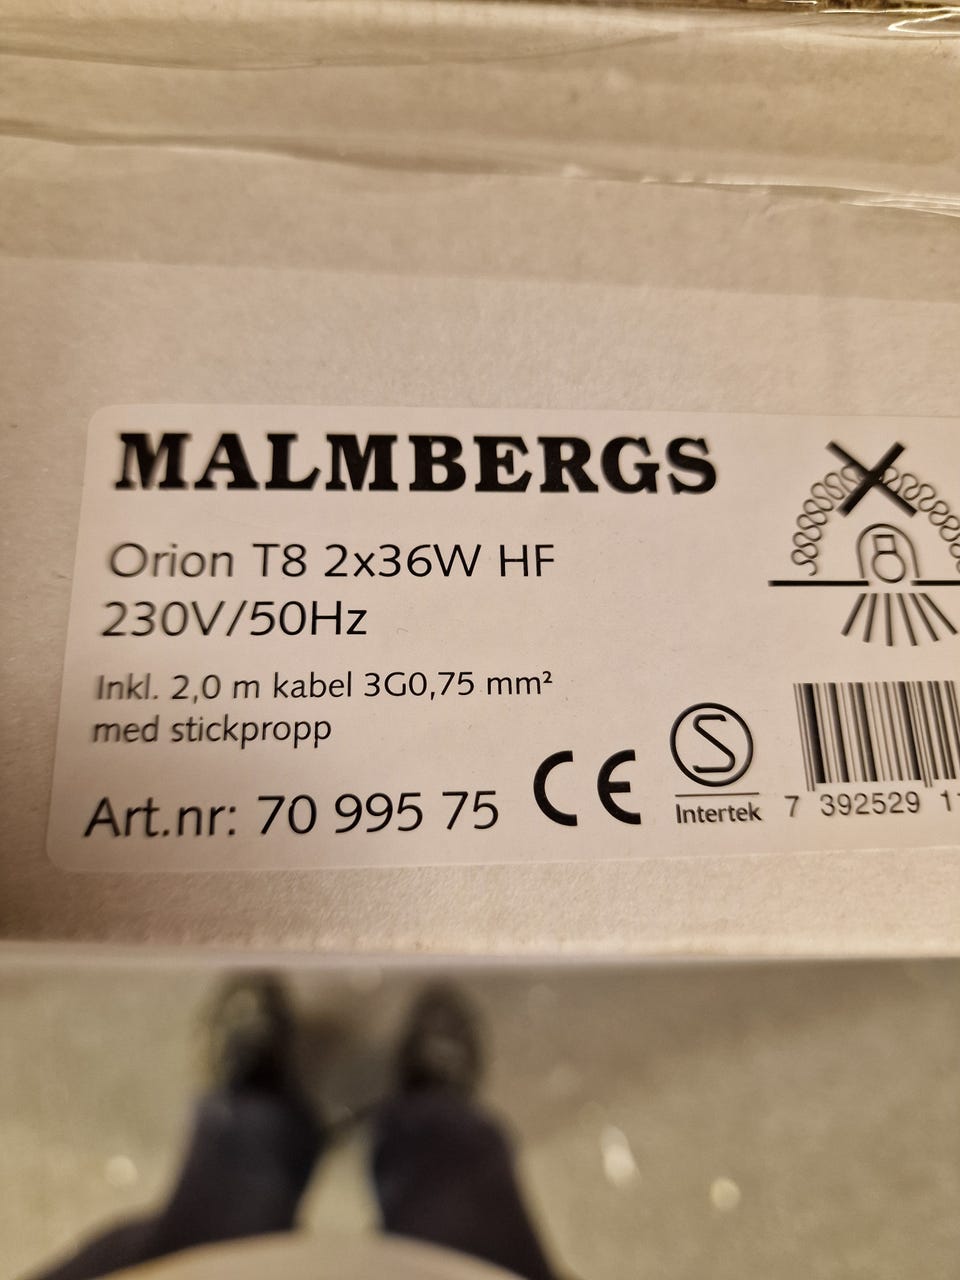 MALMBERGS
Orion T8 2x36W HF
230V/50Hz
Inkl. 2,0 m kabel 3G0,75 mm²
med stickpropp
Art.nr: 70 995 75
CE
S
Intertek
7 392529 1